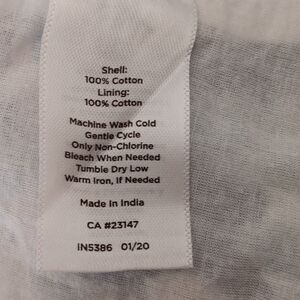 Shell:
100% Cotton
Lining:
100% Cotton
Machine Wash Cold
Gentle Cycle
Only Non-Chlorine
Bleach When Needed
Tumble Dry Low
Warm Iron, If Needed
Made in India
CA #23147
IN5386 01/20